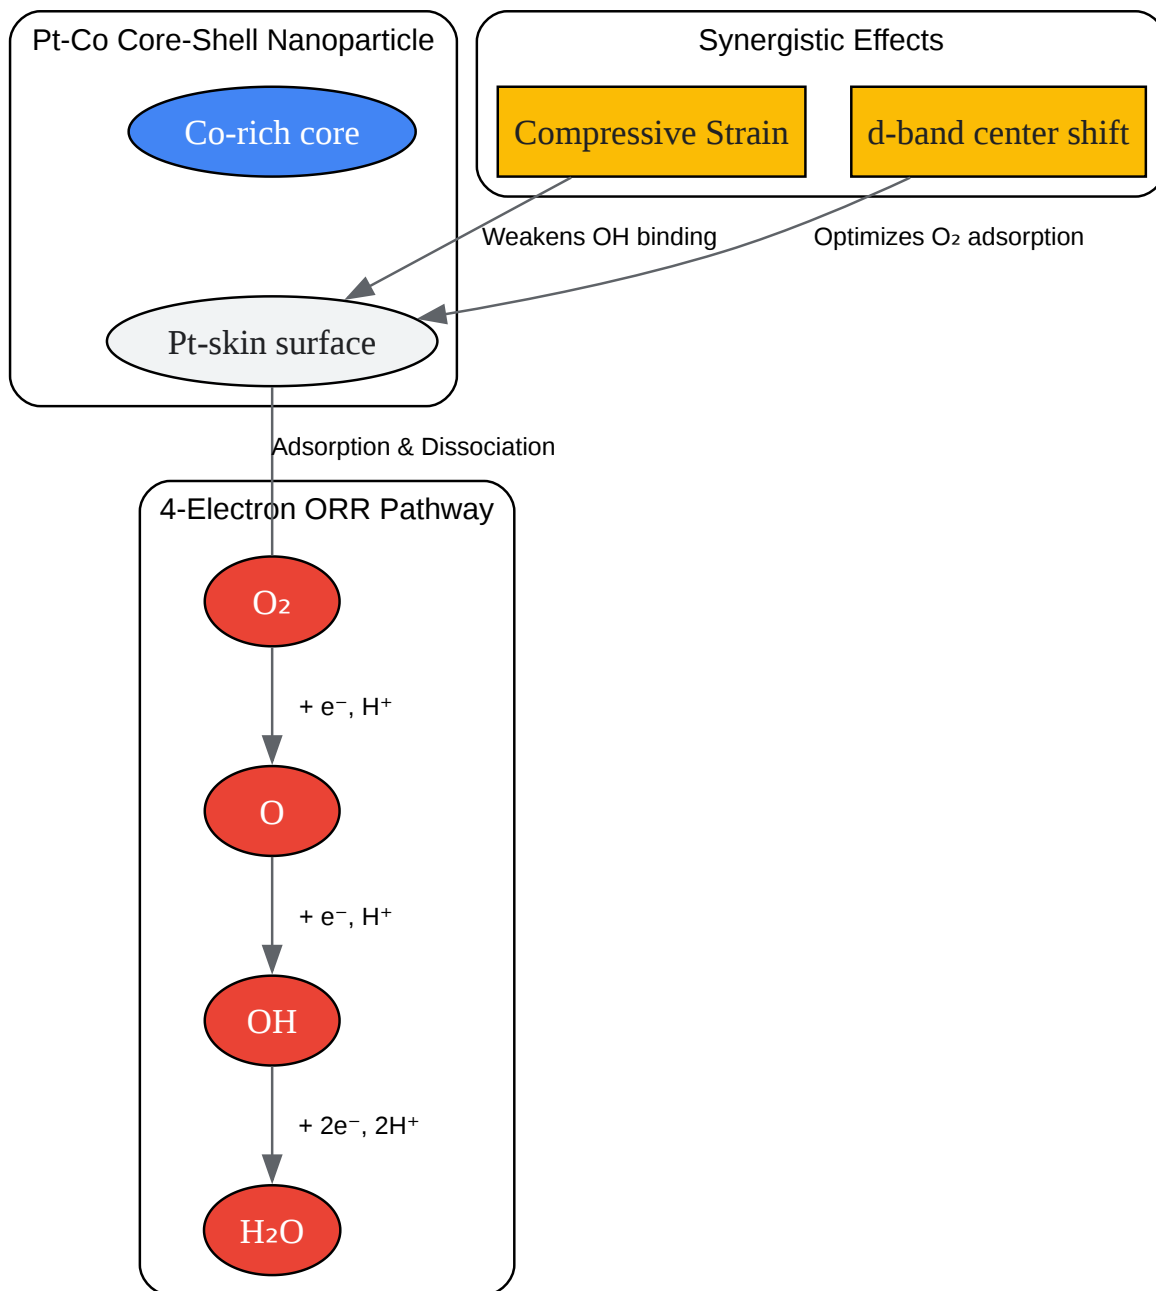 Pt-Co Core-Shell Nanoparticle
Synergistic Effects
Co-rich core
Compressive Strain
d-band center shift
Weakens OH binding
Optimizes O₂ adsorption
Pt-skin surface
Adsorption & Dissociation
4-Electron ORR Pathway
O₂
+ e⁻, H⁺
O
+ e⁻, H⁺
OH
+ 2e⁻, 2H⁺
H₂O